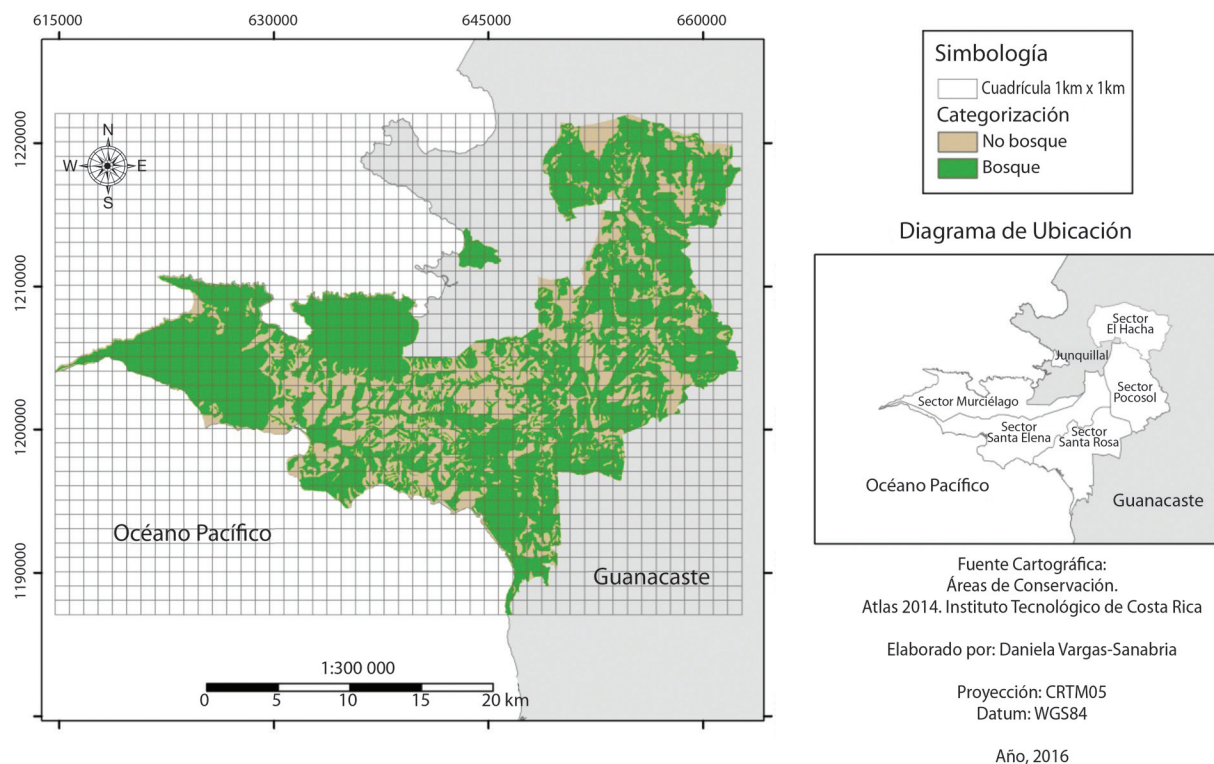 615000
630000
645000
660000
1220000
1210000
1200000
1190000
N
W
E
S
Océano Pacífico
Guanacaste
1:300 000
0 5 10 15 20 km
Simbología
Cuadrícula 1km x 1km
Categorización
No bosque
Bosque
Diagrama de Ubicación
Sector
El Hacha
Junquillal
Sector
Pocosol
Sector Murciélago
Sector
Santa Elena
Sector
Santa Rosa
Océano Pacífico
Guanacaste
Fuente Cartográfica:
Áreas de Conservación.
Atlas 2014. Instituto Tecnológico de Costa Rica
Elaborado por: Daniela Vargas-Sanabria
Proyección: CRTM05
Datum: WGS84
Año, 2016